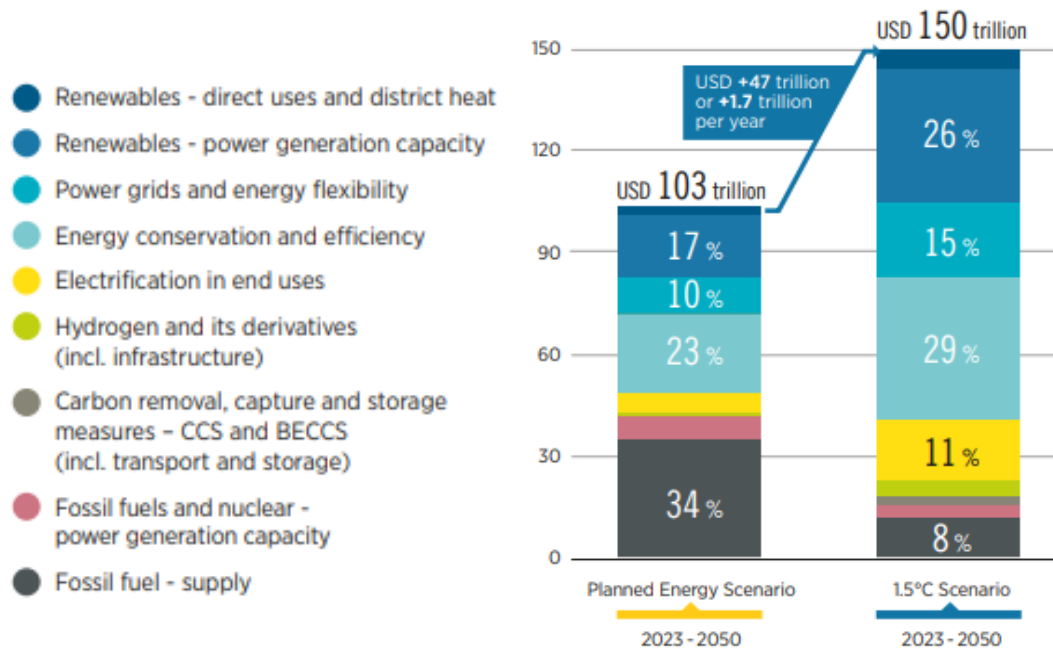 Renewables - direct uses and district heat
Renewables - power generation capacity
Power grids and energy flexibility
Energy conservation and efficiency
Electrification in end uses
Hydrogen and its derivatives
(incl. infrastructure)
Carbon removal, capture and storage
measures – CCS and BECCS
(incl. transport and storage)
Fossil fuels and nuclear -
power generation capacity
Fossil fuel - supply
150
120
90
60
30
0
USD 103 trillion
17 %
10 %
23 %
34 %
USD +47 trillion
or +1.7 trillion
per year
USD 150 trillion
26 %
15 %
29 %
11 %
8 %
Planned Energy Scenario
2023 - 2050
1.5°C Scenario
2023 - 2050